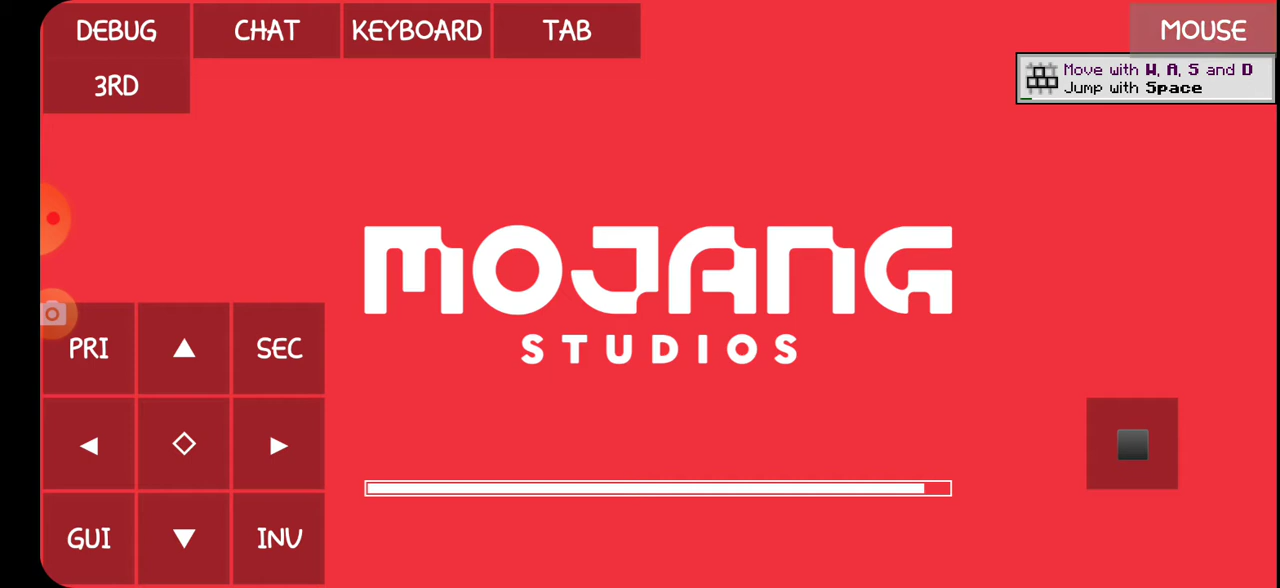 DEBUG
CHAT
KEYBOARD
TAB
MOUSE
3RD
Move with W, A, S and D
Jump with Space
MOJANG
STUDIOS
PRI
SEC
GUI
INV